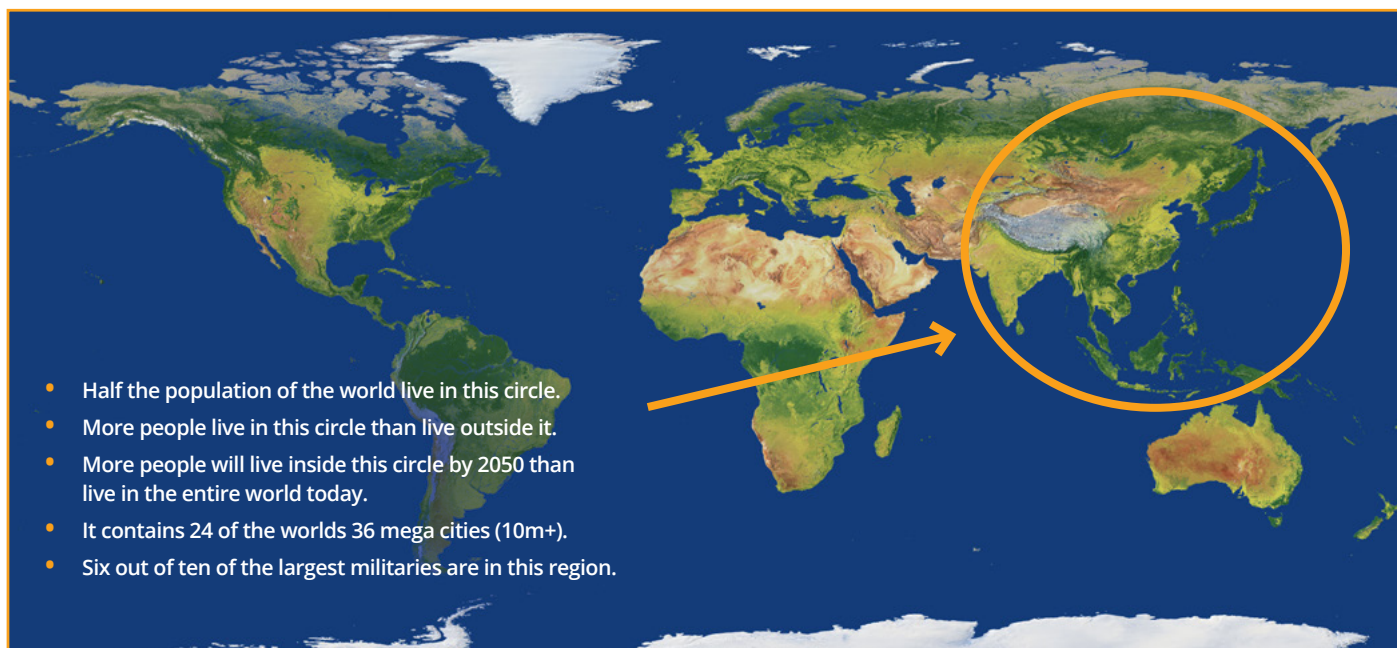 • Half the population of the world live in this circle.
• More people live in this circle than live outside it.
• More people will live inside this circle by 2050 than
live in the entire world today.
• It contains 24 of the worlds 36 mega cities (10m+).
• Six out of ten of the largest militaries are in this region.